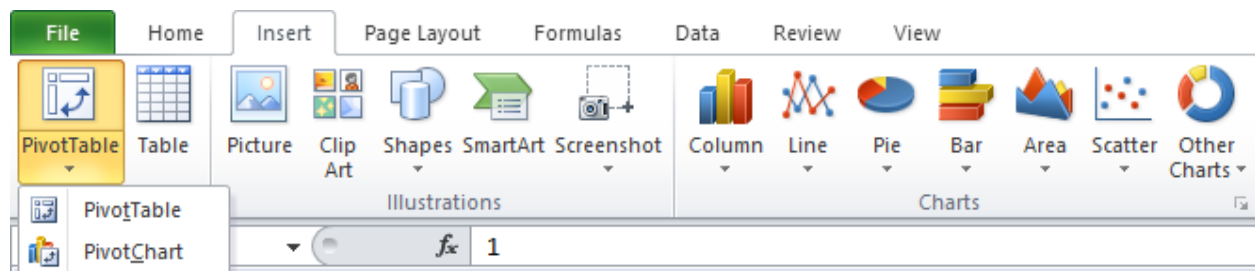 File Home Insert Page Layout Formulas Data Review View
PivotTable Table Picture Clip Art Shapes SmartArt Screenshot Column Line Pie Bar Area Scatter Other Charts
Illustrations Charts
PivotTable
PivotChart fx 1